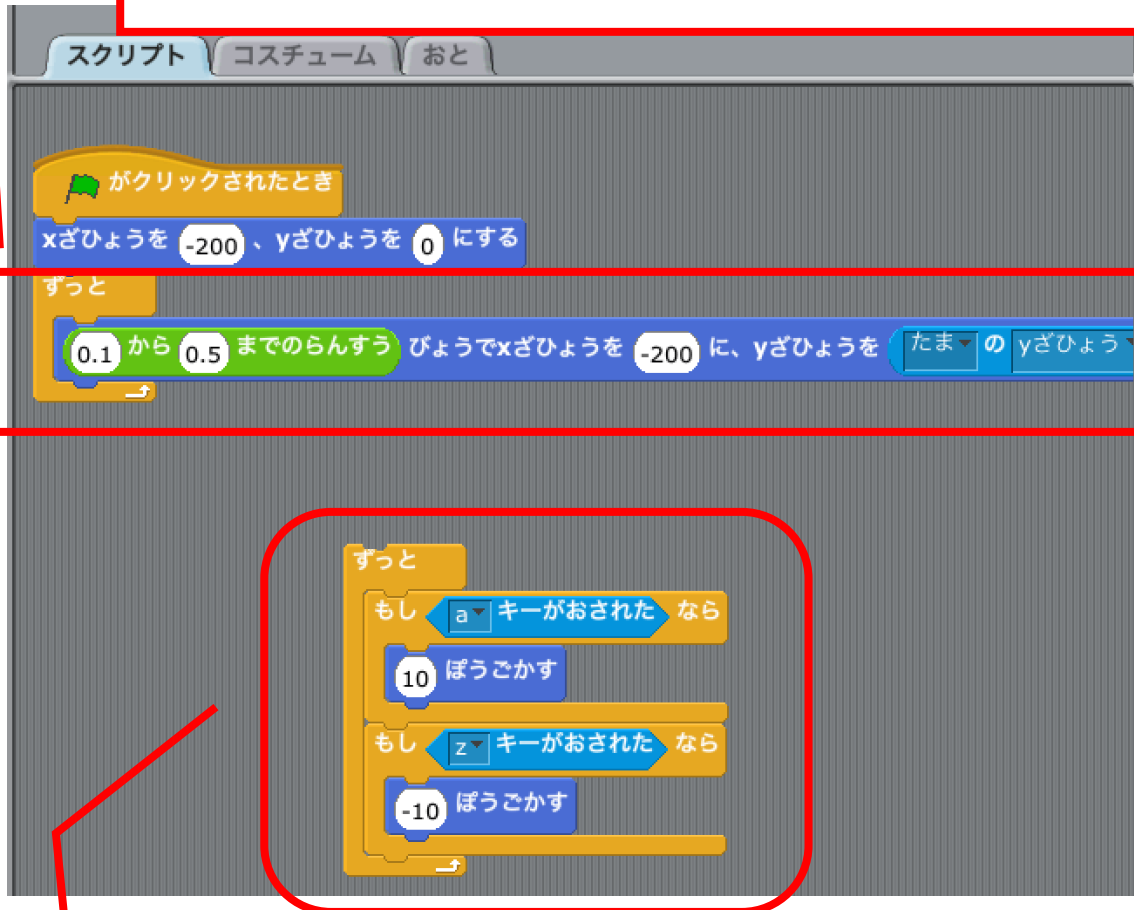 スクリプト コスチューム おと
がクリックされたとき
xざひょうを -200 、yざひょうを 0 にする
ずっと
0.1 から 0.5 までのらんすう びょうでxざひょうを -200 に、yざひょうを たま の yざひょう
ずっと
もし a キーがおされた なら
10 ぽうごかす
もし z キーがおされた なら
-10 ぽうごかす